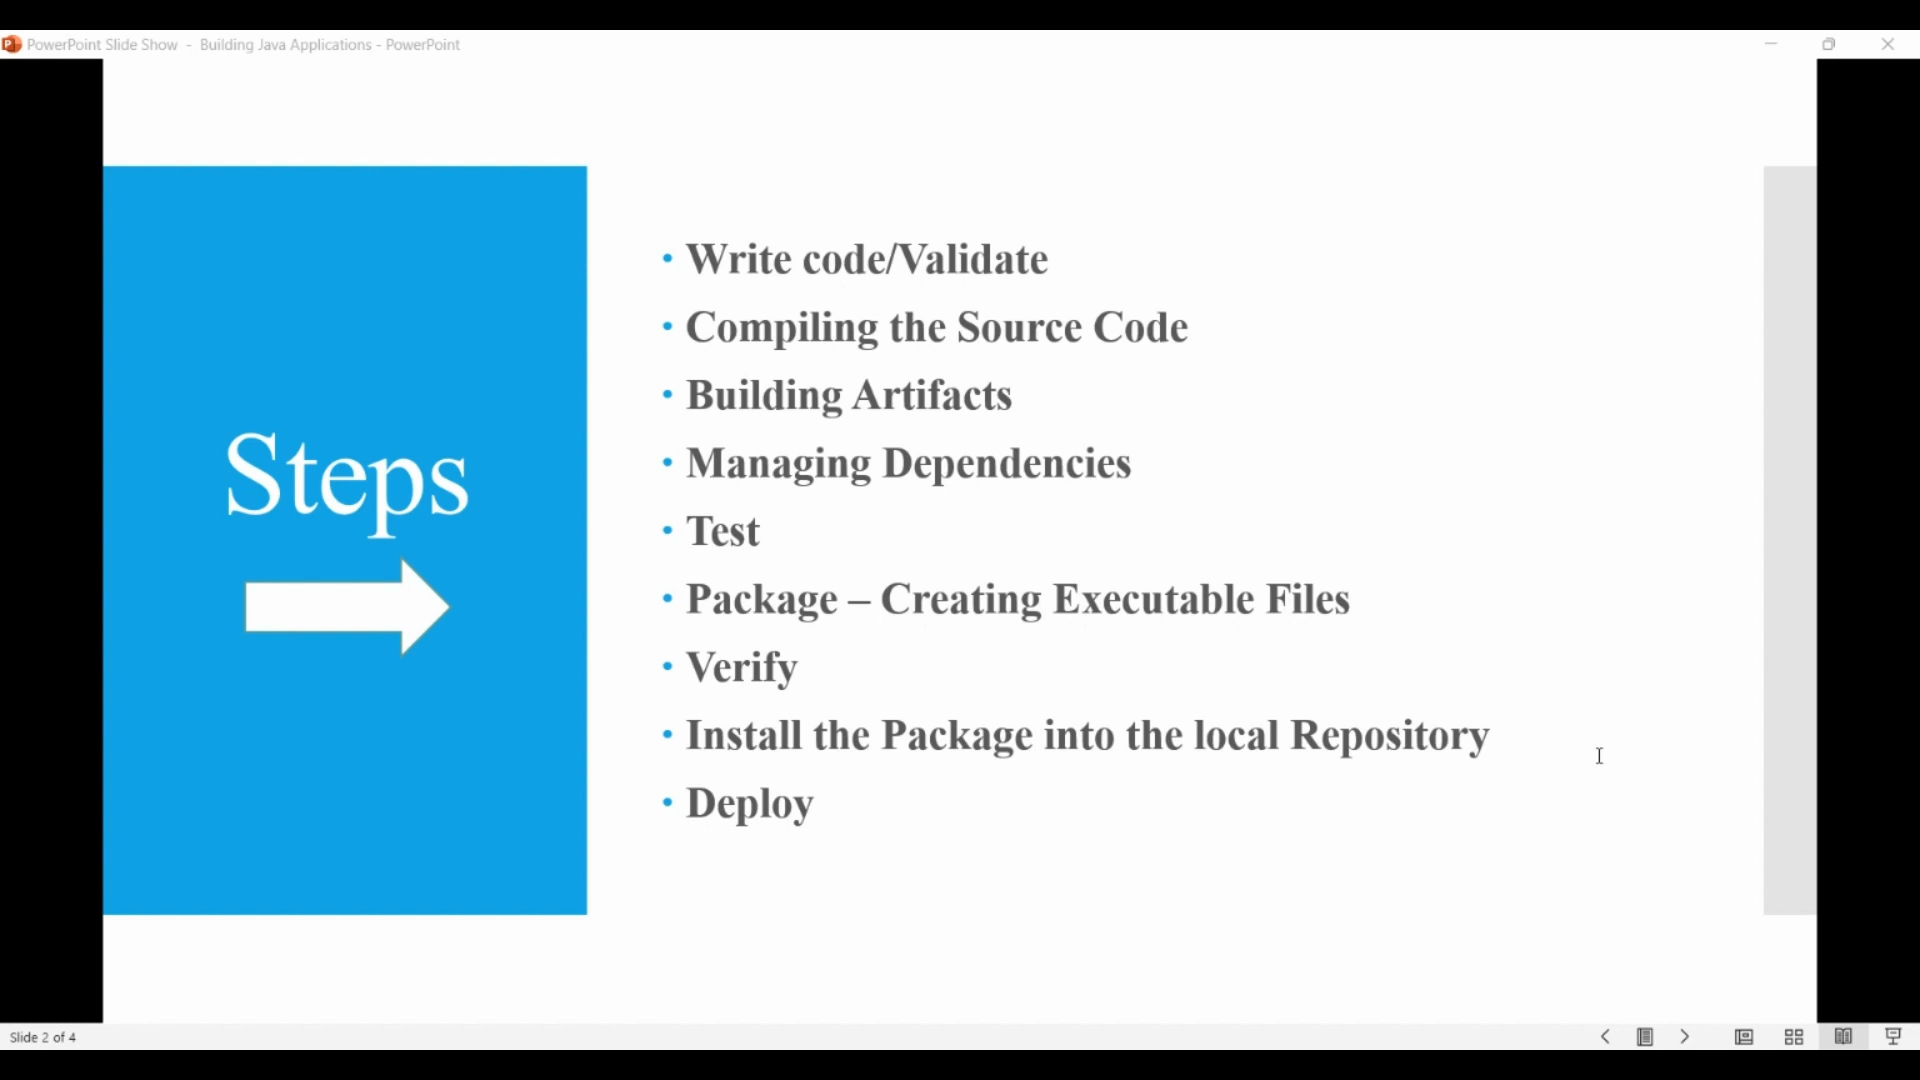 PowerPoint Slide Show - Building Java Applications - PowerPoint
Steps
• Write code/Validate
• Compiling the Source Code
• Building Artifacts
• Managing Dependencies
• Test
• Package – Creating Executable Files
• Verify
• Install the Package into the local Repository
• Deploy
Slide 2 of 4